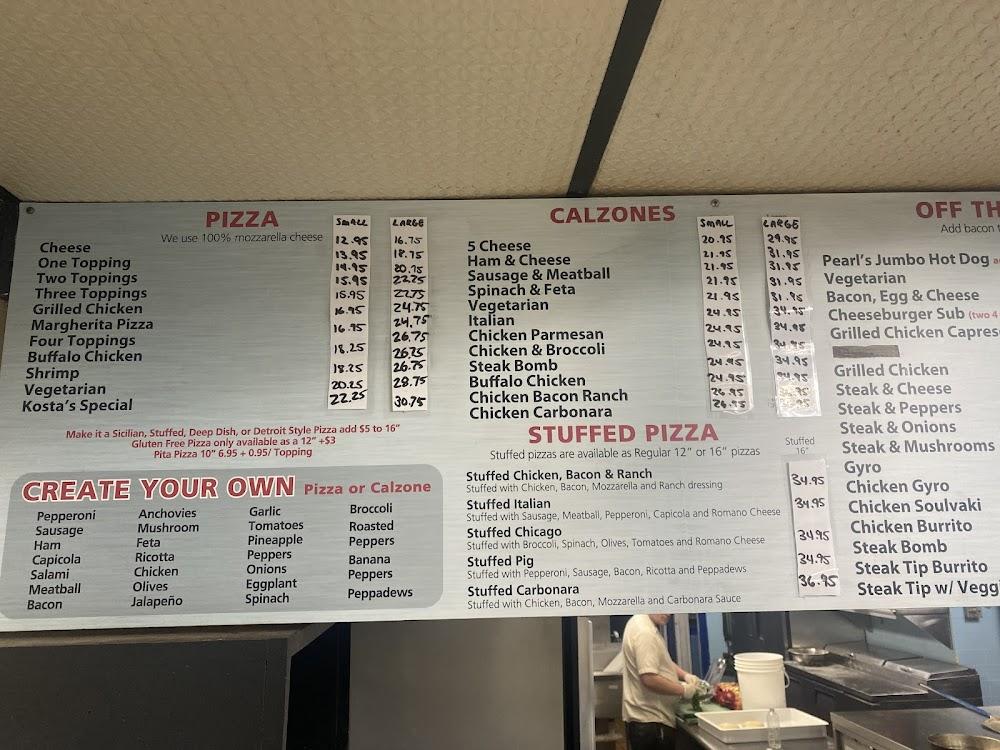 PIZZA
We use 100% mozzarella cheese
SMALL LARGE
Cheese 12.95 16.75
One Topping 13.95 18.75
Two Toppings 14.95 20.75
Three Toppings 15.95 22.75
Grilled Chicken 15.95 22.75
Margherita Pizza 16.95 24.75
Four Toppings 16.95 24.75
Buffalo Chicken 18.25 26.75
Shrimp 18.25 26.75
Vegetarian 20.25 28.75
Kosta's Special 22.25 30.75
Make it a Sicilian, Stuffed, Deep Dish, or Detroit Style Pizza add $5 to 16"
Gluten Free Pizza only available as a 12" +$3
Pita Pizza 10" 6.95 + 0.95/ Topping
CREATE YOUR OWN Pizza or Calzone
Pepperoni
Sausage
Ham
Capicola
Salami
Meatball
Bacon
Anchovies
Mushroom
Feta
Ricotta
Chicken
Olives
Jalapeño
Garlic
Tomatoes
Pineapple
Peppers
Onions
Eggplant
Spinach
Broccoli
Roasted
Peppers
Banana
Peppers
Peppadews
CALZONES
SMALL LARGE
5 Cheese 20.95 29.95
Ham & Cheese 21.95 31.95
Sausage & Meatball 21.95 31.95
Spinach & Feta 21.95 31.95
Vegetarian 21.95 31.95
Italian 24.95 34.95
Chicken Parmesan 24.95 34.95
Chicken & Broccoli 24.95 34.95
Steak Bomb 24.95 34.95
Buffalo Chicken 24.95
Chicken Bacon Ranch 26.95
Chicken Carbonara 26.95
STUFFED PIZZA
Stuffed pizzas are available as Regular 12" or 16" pizzas
Stuffed
16"
Stuffed Chicken, Bacon & Ranch 34.95
Stuffed with Chicken, Bacon, Mozzarella and Ranch dressing
Stuffed Italian 34.95
Stuffed with Sausage, Meatball, Pepperoni, Capicola and Romano Cheese
Stuffed Chicago 34.95
Stuffed with Broccoli, Spinach, Olives, Tomatoes and Romano Cheese
Stuffed Pig 34.95
Stuffed with Pepperoni, Sausage, Bacon, Ricotta and Peppadews
Stuffed Carbonara 36.95
Stuffed with Chicken, Bacon, Mozzarella and Carbonara Sauce
OFF TH
Add bacon
Pearl's Jumbo Hot Dog
Vegetarian
Bacon, Egg & Cheese
Cheeseburger Sub (two 4
Grilled Chicken Caprese
Grilled Chicken
Steak & Cheese
Steak & Peppers
Steak & Onions
Steak & Mushrooms
Gyro
Chicken Gyro
Chicken Soulvaki
Chicken Burrito
Steak Bomb
Steak Tip Burrito
Steak Tip w/ Vegg